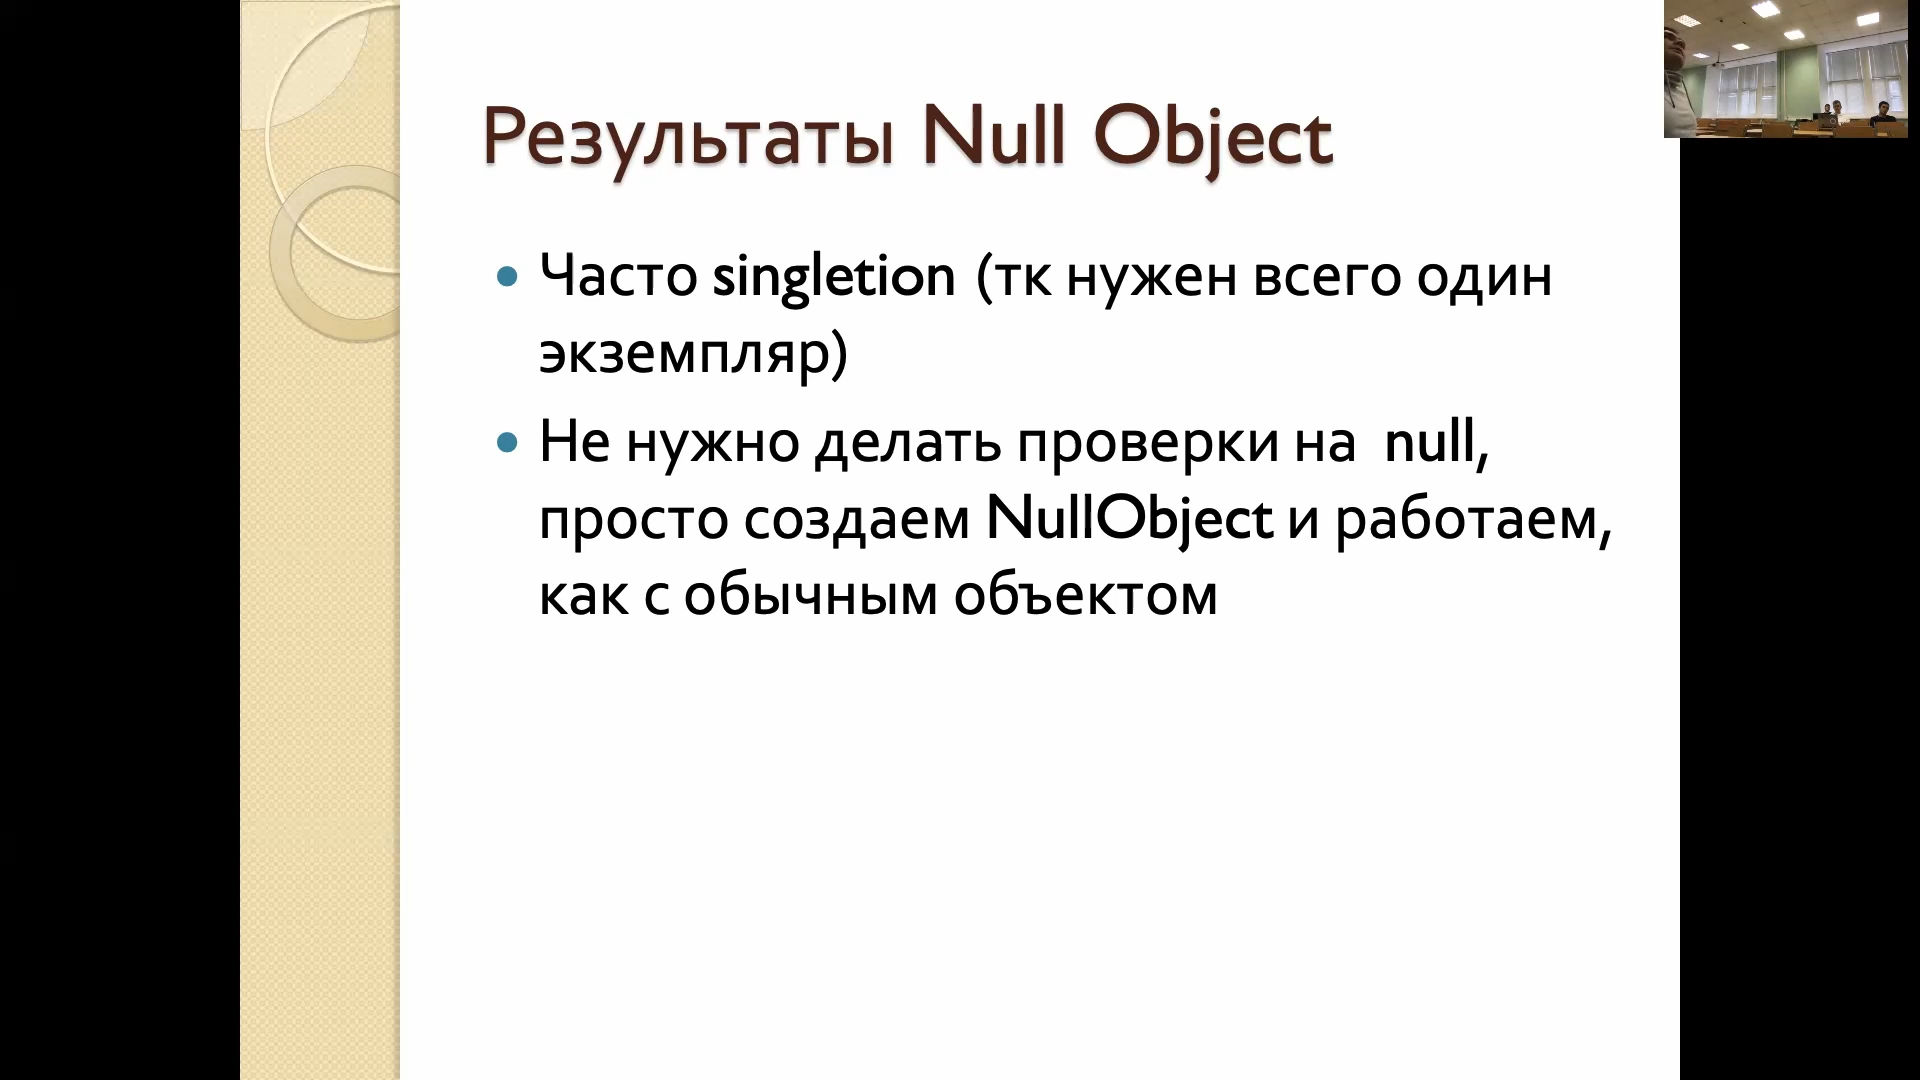 Результаты Null Object
• Часто singletion (тк нужен всего один
экземпляр)
• Не нужно делать проверки на null,
просто создаем NullObject и работаем,
как с обычным объектом